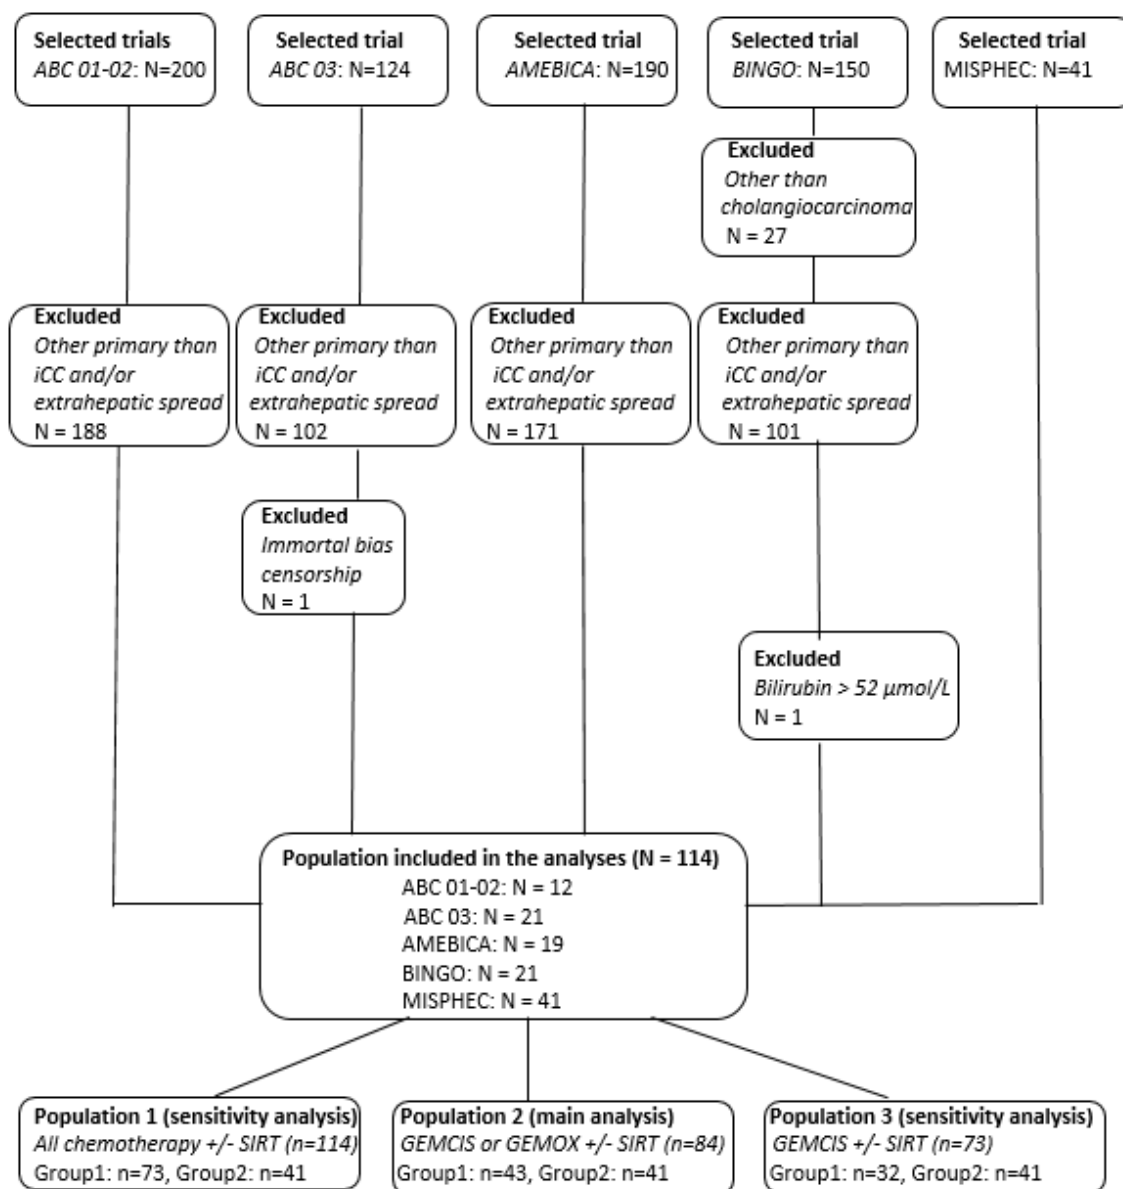 Selected trials
ABC 01-02: N=200
Selected trial
ABC 03: N=124
Selected trial
AMEBICA: N=190
Selected trial
BINGO: N=150
Selected trial
MISPHEC: N=41
Excluded
Other than
cholangiocarcinoma
N = 27
Excluded
Other primary than
iCC and/or
extrahepatic spread
N = 188
Excluded
Other primary than
iCC and/or
extrahepatic spread
N = 102
Excluded
Other primary than
iCC and/or
extrahepatic spread
N = 171
Excluded
Other primary than
iCC and/or
extrahepatic spread
N = 101
Excluded
Immortal bias
censorship
N = 1
Excluded
Bilirubin > 52 µmol/L
N = 1
Population included in the analyses (N = 114)
ABC 01-02: N = 12
ABC 03: N = 21
AMEBICA: N = 19
BINGO: N = 21
MISPHEC: N = 41
Population 1 (sensitivity analysis)
All chemotherapy +/- SIRT (n=114)
Group1: n=73, Group2: n=41
Population 2 (main analysis)
GEMCIS or GEMOX +/- SIRT (n=84)
Group1: n=43, Group2: n=41
Population 3 (sensitivity analysis)
GEMCIS +/- SIRT (n=73)
Group1: n=32, Group2: n=41